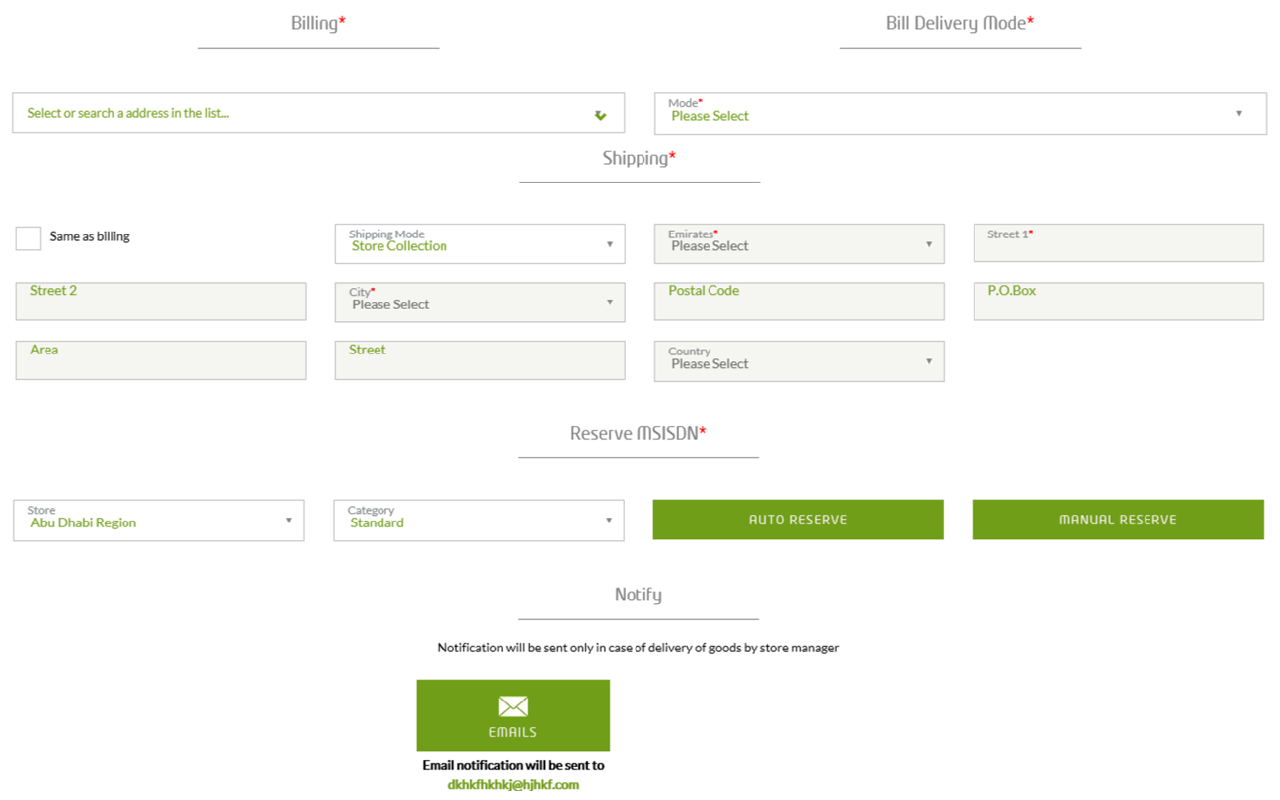 Billing*
Bill Delivery Mode*
Select or search a address in the list...
Mode*
Please Select
Shipping*
Same as billing
Shipping Mode
Store Collection
Emirates*
Please Select
Street 1*
Street 2
City*
Please Select
Postal Code
P.O.Box
Area
Street
Country
Please Select
Reserve MSISDN*
Store
Abu Dhabi Region
Category
Standard
AUTO RESERVE
MANUAL RESERVE
Notify
Notification will be sent only in case of delivery of goods by store manager
EMAILS
Email notification will be sent to
dkhkfhkhkj@hjhkf.com